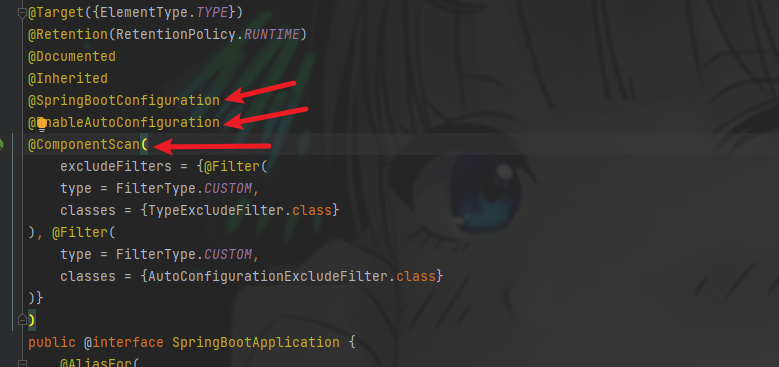 @Target({ElementType.TYPE})
@Retention(RetentionPolicy.RUNTIME)
@Documented
@Inherited
@SpringBootConfiguration
@EnableAutoConfiguration
@ComponentScan(
    excludeFilters = {@Filter(
    type = FilterType.CUSTOM,
    classes = {TypeExcludeFilter.class}
), @Filter(
    type = FilterType.CUSTOM,
    classes = {AutoConfigurationExcludeFilter.class}
)}
)
public @interface SpringBootApplication {
    @AliasFor(